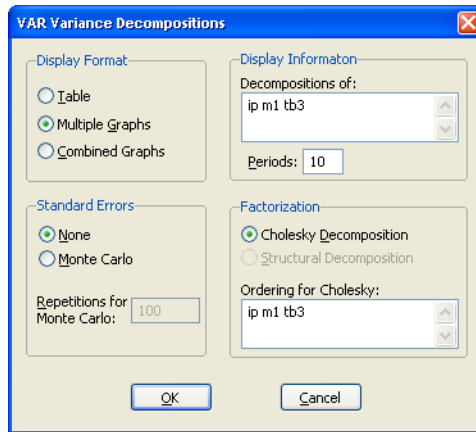 VAR Variance Decompositions
Display Format
Table
Multiple Graphs
Combined Graphs
Display Informaton
Decompositions of:
ip m1 tb3
Periods: 10
Standard Errors
None
Monte Carlo
Repetitions for
Monte Carlo: 100
Factorization
Cholesky Decomposition
Structural Decomposition
Ordering for Cholesky:
ip m1 tb3
OK
Cancel